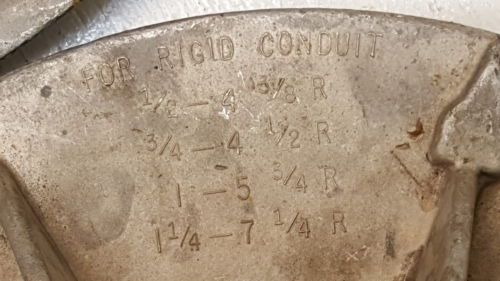 FOR RIGID CONDUIT
1/2 – 4 3/8 R
3/4 – 4 1/2 R
1 – 5 3/4 R
1 1/4 – 7 1/4 R